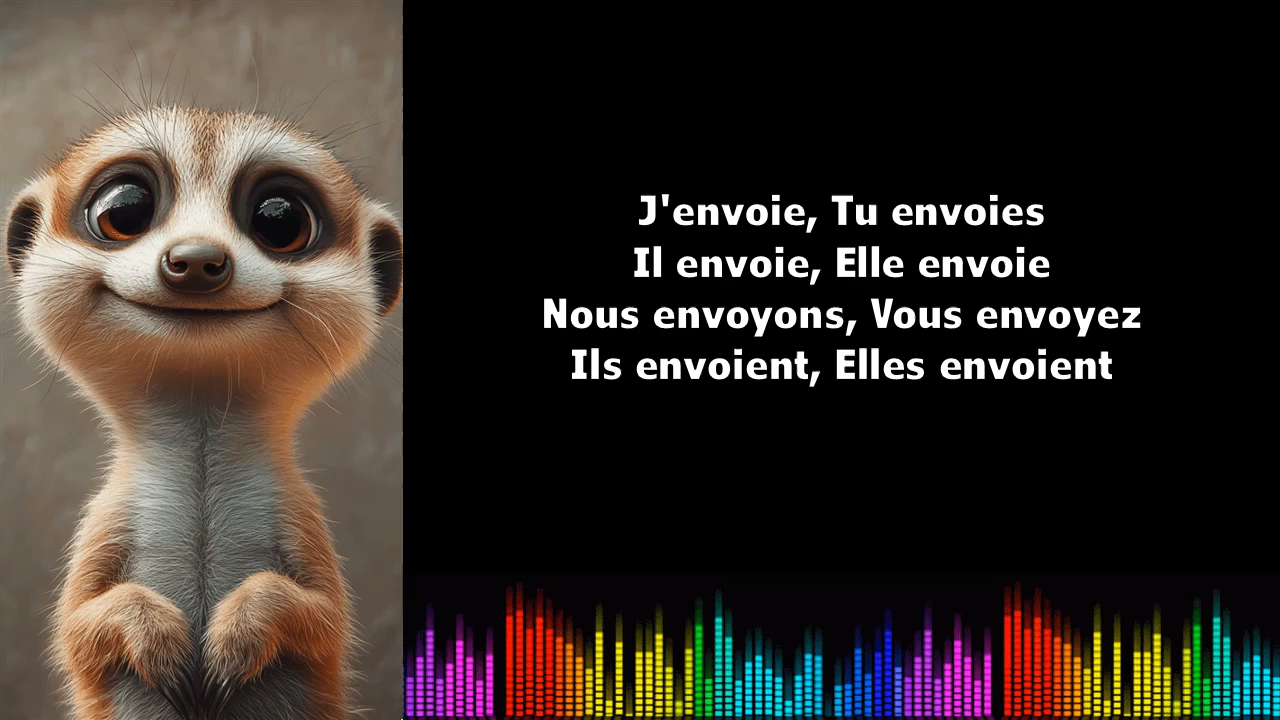 J'envoie, Tu envoies
Il envoie, Elle envoie
Nous envoyons, Vous envoyez
Ils envoient, Elles envoient